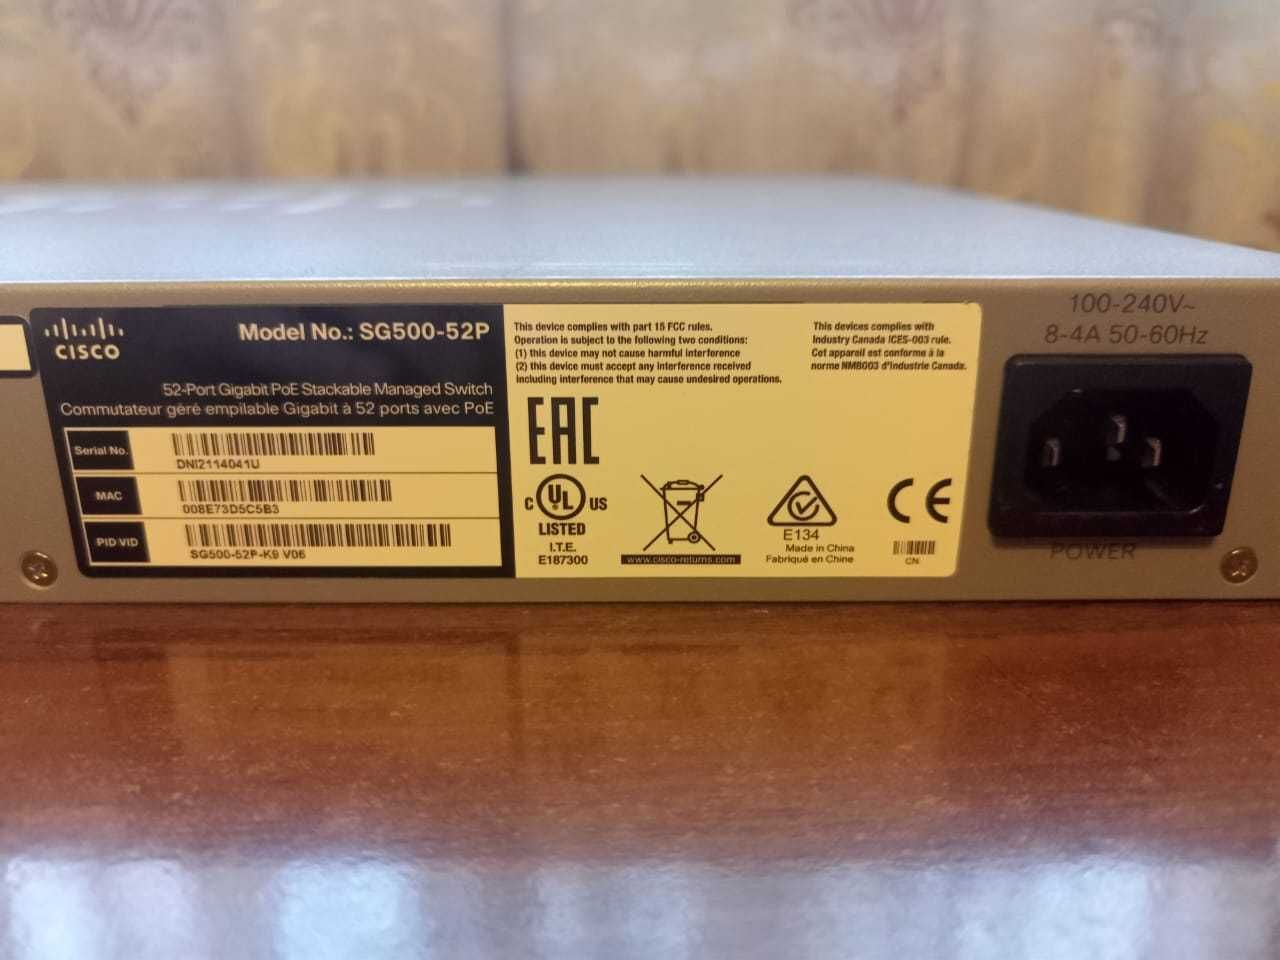 CISCO
Model No.: SG500-52P
52-Port Gigabit PoE Stackable Managed Switch
Commutateur géré empilable Gigabit à 52 ports avec PoE
Serial No.
DNI2114041U
MAC
008E73D5C5B3
PID VID
SG500-52P-K9 V06
This device complies with part 15 FCC rules.
Operation is subject to the following two conditions:
(1) this device may not cause harmful interference
(2) this device must accept any interference received
including interference that may cause undesired operations.
This devices complies with
Industry Canada ICES-003 rule.
Cet appareil est conforme à la
norme NMB003 d'Industrie Canada.
EAC
C UL US
LISTED
I.T.E.
E187300
www.cisco-returns.com
E134
Made in China
Fabriqué en Chine
CE
CN
100-240V~
8-4A 50-60Hz
POWER